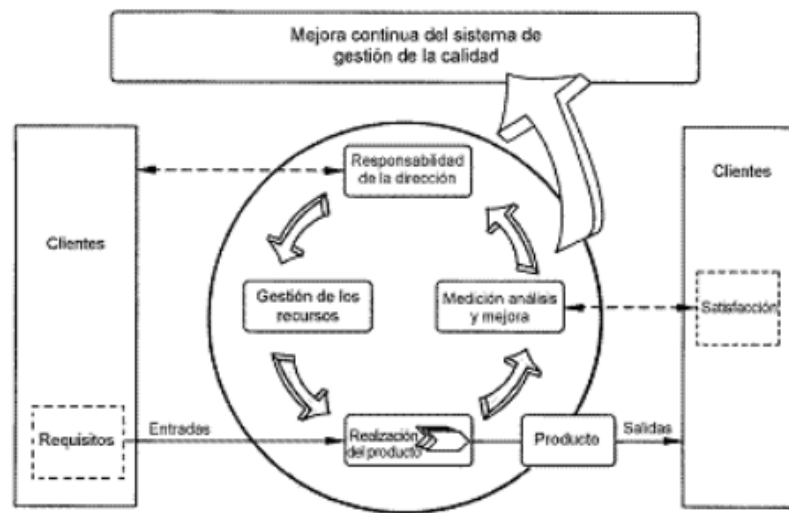 Mejora continua del sistema de
gestión de la calidad
Clientes
Responsabilidad
de la dirección
Clientes
Gestión de los
recursos
Medición análisis
y mejora
Satisfacción
Requisitos
Entradas
Realzación
del producto
Producto
Salidas